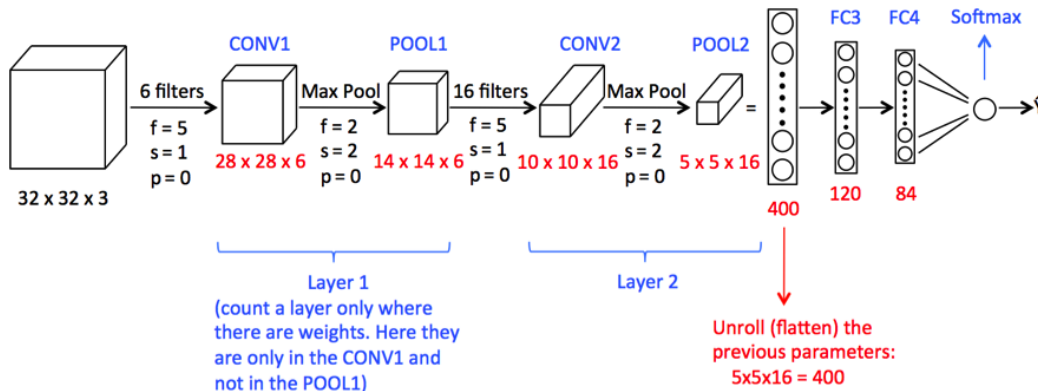 FC3
FC4
Softmax
CONV1
POOL1
CONV2
POOL2
6 filters
Max Pool
16 filters
Max Pool
=
f = 5
s = 1
p = 0
f = 2
s = 2
p = 0
f = 5
s = 1
p = 0
f = 2
s = 2
p = 0
32 x 32 x 3
28 x 28 x 6
14 x 14 x 6
10 x 10 x 16
5 x 5 x 16
400
120
84
Layer 1
(count a layer only where
there are weights. Here they
are only in the CONV1 and
not in the POOL1)
Layer 2
Unroll (flatten) the
previous parameters:
5x5x16 = 400